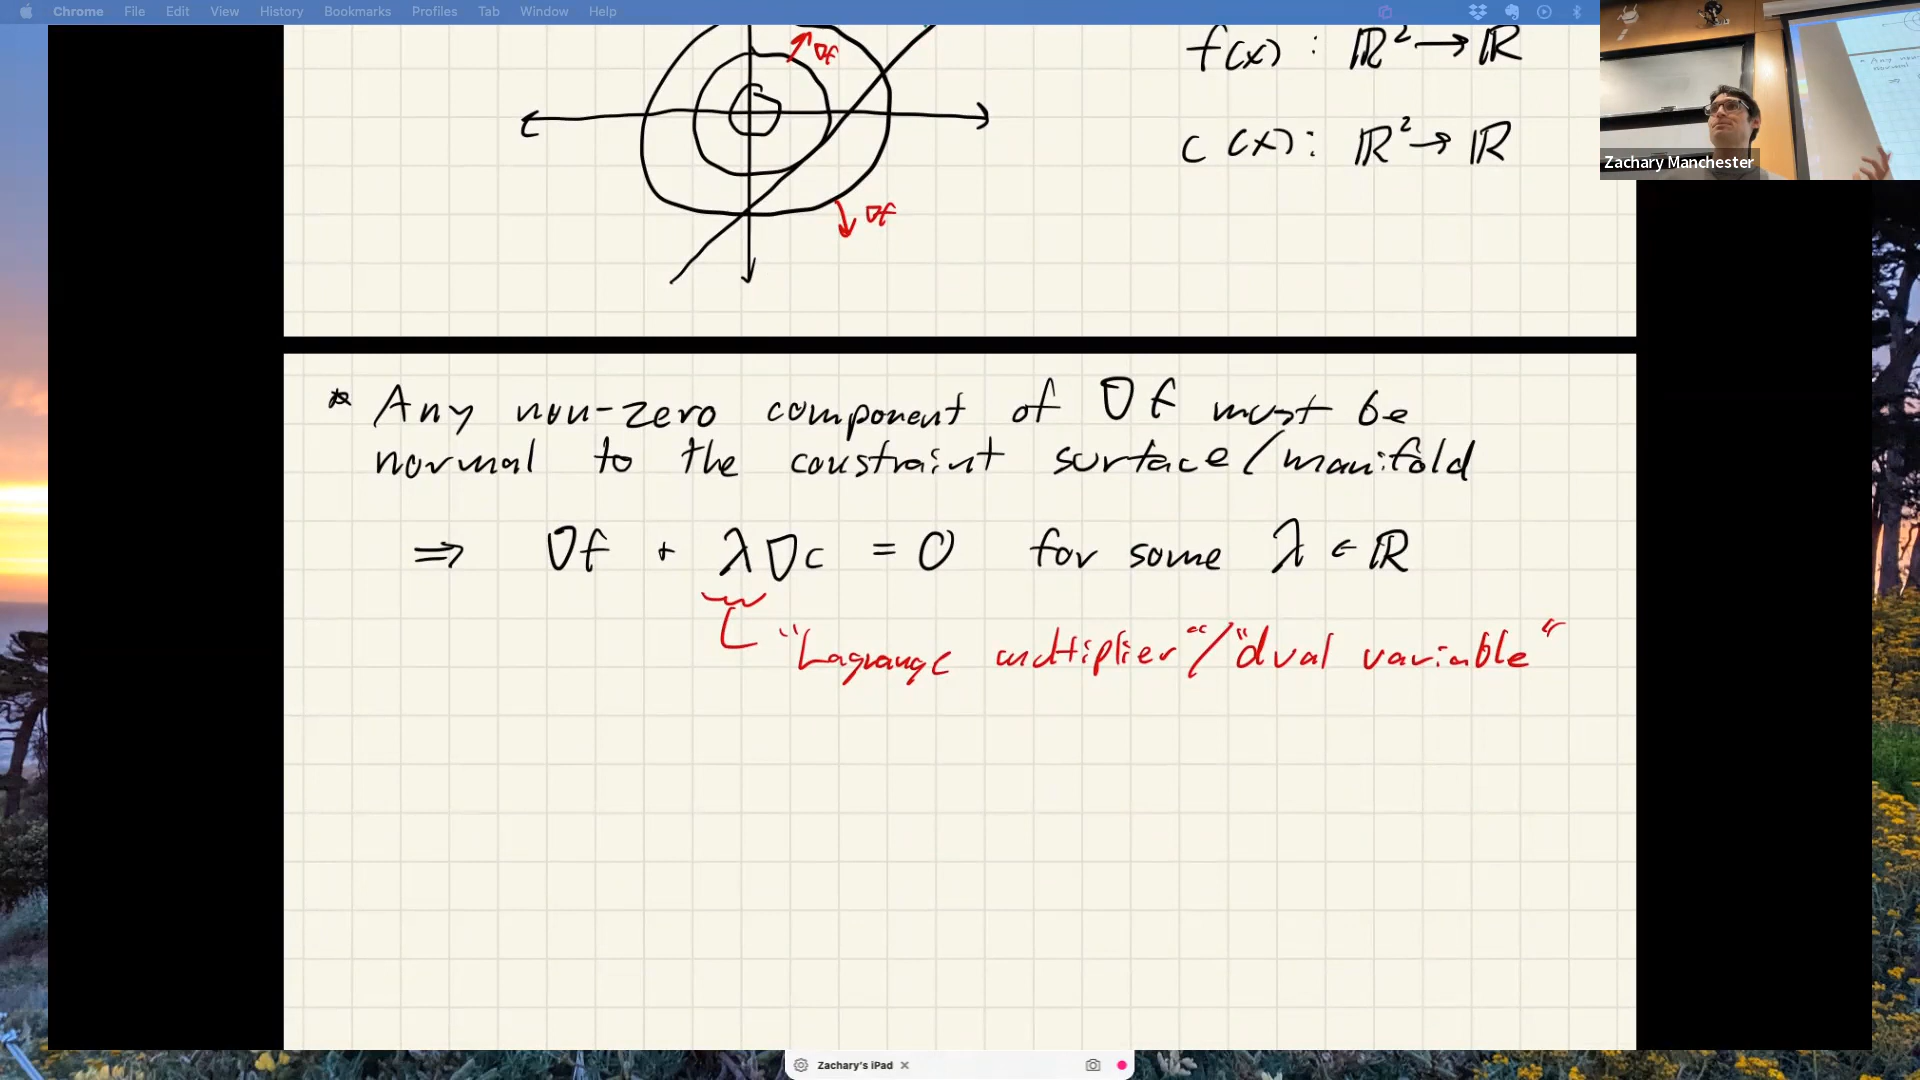 Chrome File Edit View History Bookmarks Profiles Tab Window Help
∇f
f(x) : ℝ² → ℝ
c(x) : ℝ² → ℝ
Zachary Manchester
∇f
* Any non-zero component of ∇f must be
normal to the constraint surface/manifold
⇒ ∇f + λ∇c = 0 for some λ ∈ ℝ
"Lagrange multiplier"/"dual variable"
Zachary's iPad